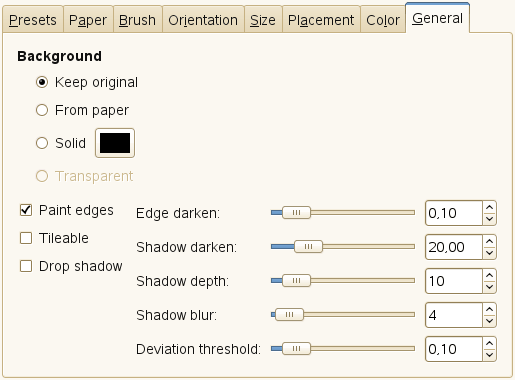 Presets Paper Brush Orientation Size Placement Color General
Background
Keep original
From paper
Solid
Transparent
Paint edges
Tileable
Drop shadow
Edge darken: 0,10
Shadow darken: 20,00
Shadow depth: 10
Shadow blur: 4
Deviation threshold: 0,10